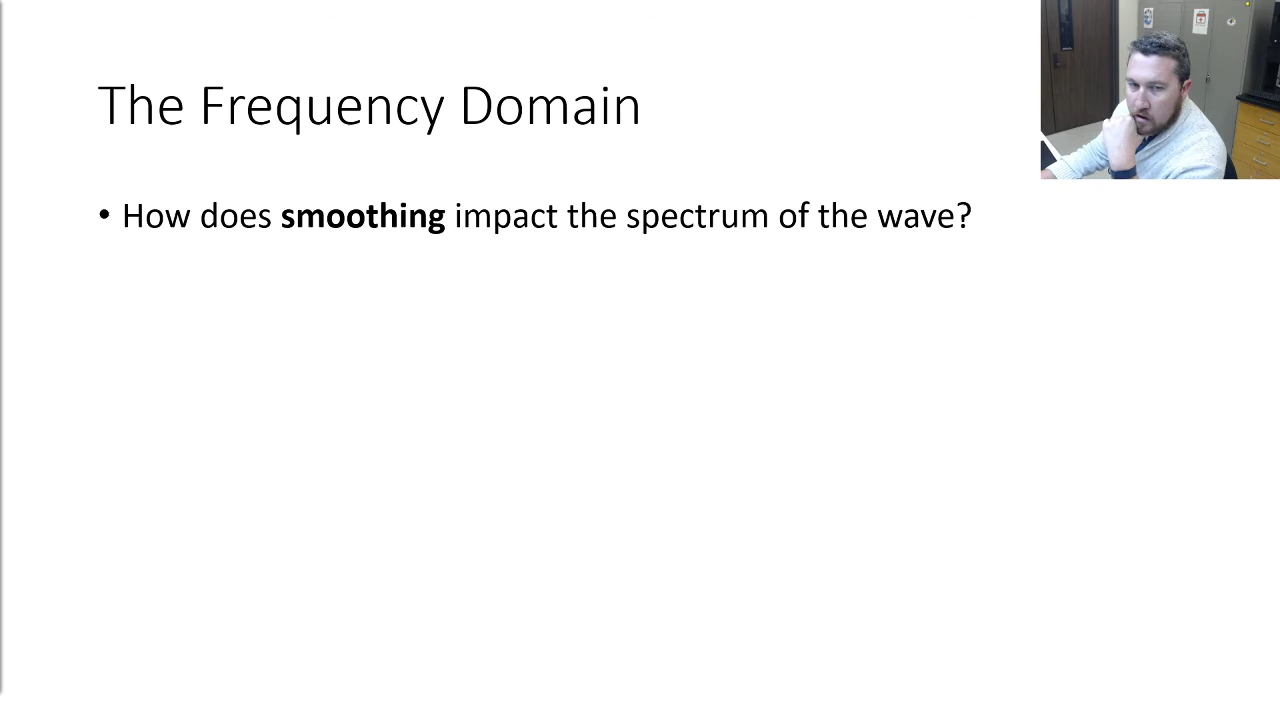 The Frequency Domain
• How does smoothing impact the spectrum of the wave?